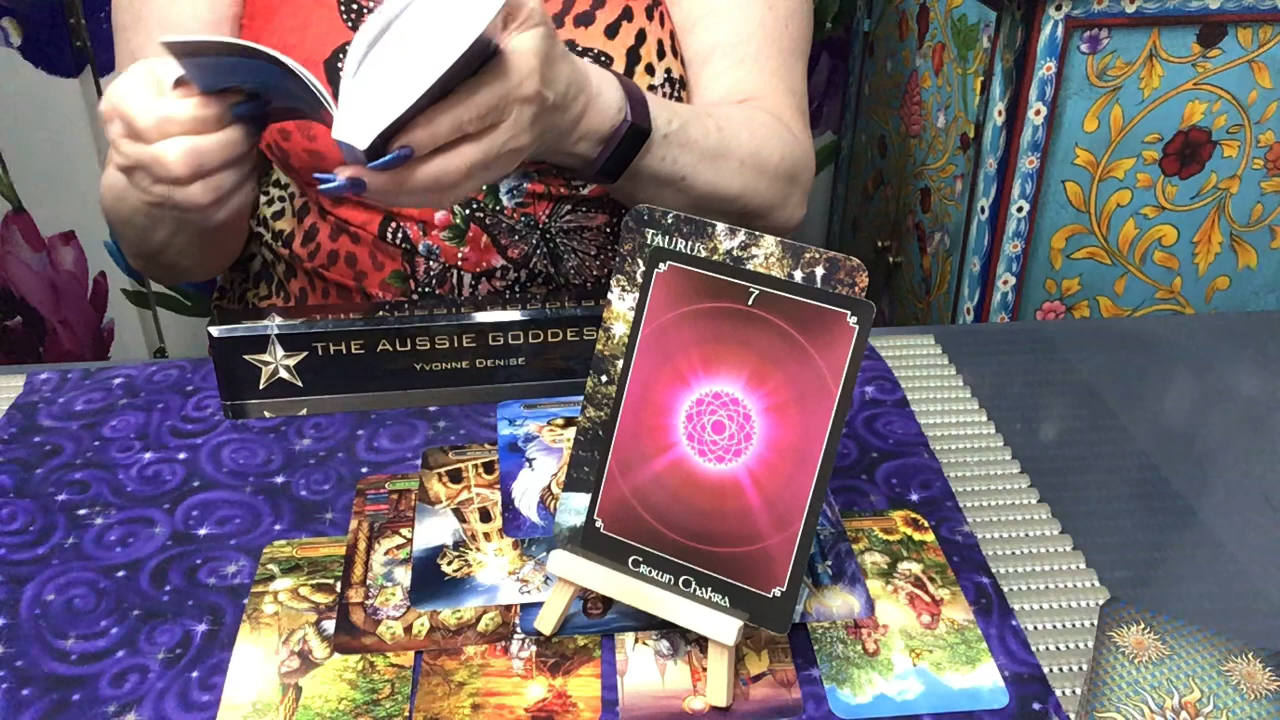 TAURUS
7
Crown Chakra
THE AUSSIE GODDES
YVONNE DENISE